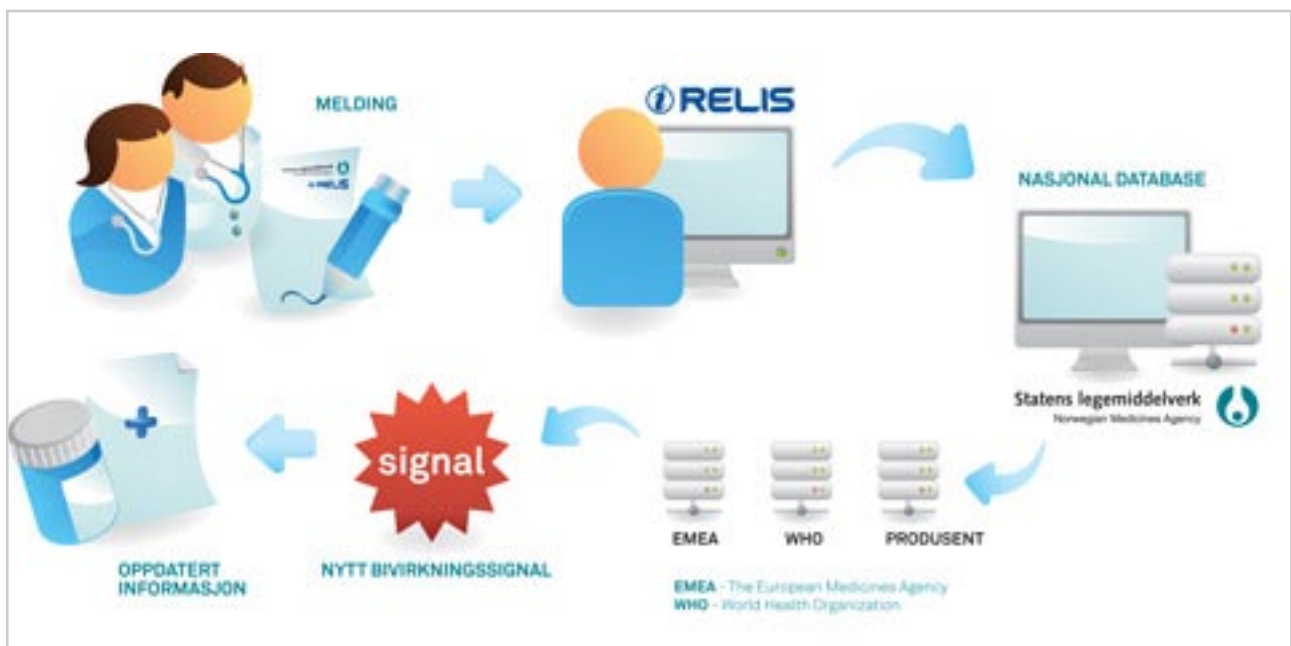 MELDING
RELIS
RELIS
NASJONAL DATABASE
Statens legemiddelverk
Norwegian Medicines Agency
signal
EMEA
WHO
PRODUSENT
OPPDATERT
INFORMASJON
NYTT BIVIRKNINGSSIGNAL
EMEA - The European Medicines Agency
WHO - World Health Organization